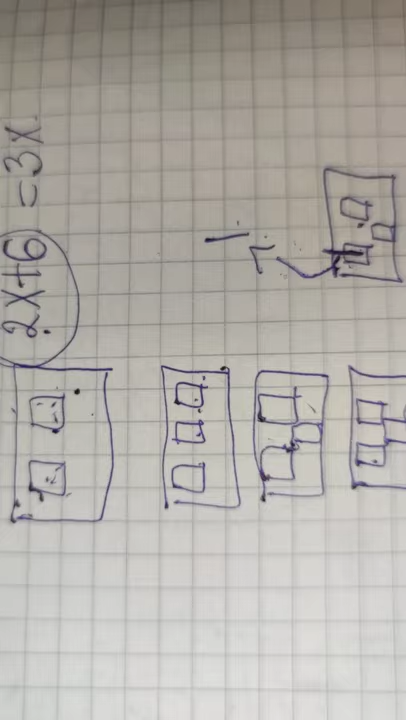 2x+6 = 3x